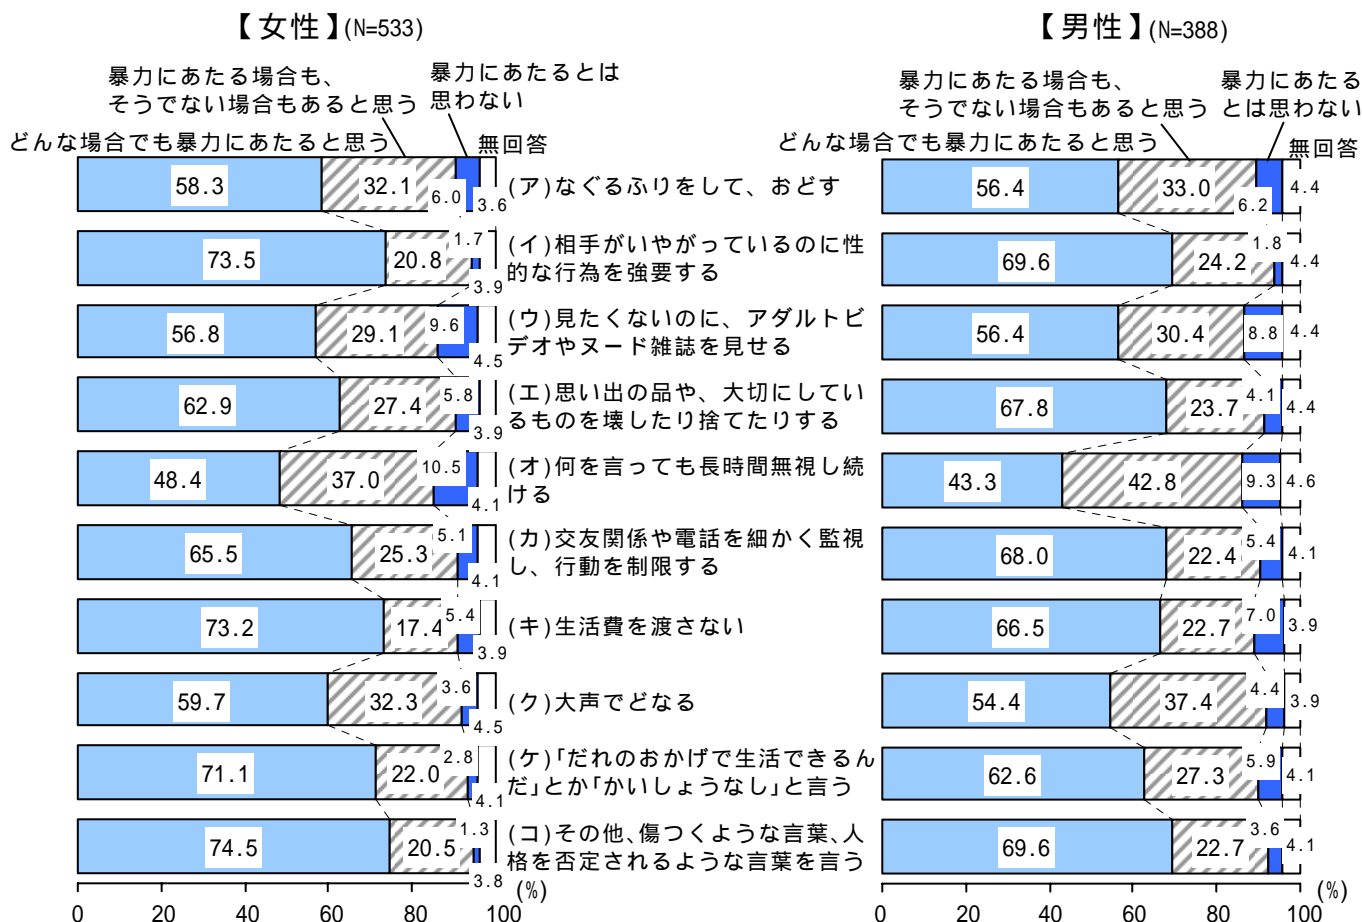 【女性】(N=533)
暴力にあたる場合も、
そうでない場合もあると思う
暴力にあたるとは
思わない
どんな場合でも暴力にあたると思う
無回答
【男性】(N=388)
暴力にあたる場合も、
そうでない場合もあると思う
暴力にあたる
とは思わない
どんな場合でも暴力にあたると思う
無回答
58.3 32.1 6.0 3.6
(ア)なぐるふりをして、おどす
56.4 33.0 6.2 4.4
73.5 20.8 1.7 3.9
(イ)相手がいやがっているのに性
的な行為を強要する
69.6 24.2 1.8 4.4
56.8 29.1 9.6 4.5
(ウ)見たくないのに、アダルトビ
デオやヌード雑誌を見せる
56.4 30.4 8.8 4.4
62.9 27.4 5.8 3.9
(エ)思い出の品や、大切にしてい
るものを壊したり捨てたりする
67.8 23.7 4.1 4.4
48.4 37.0 10.5 4.1
(オ)何を言っても長時間無視し続
ける
43.3 42.8 9.3 4.6
65.5 25.3 5.1 4.1
(カ)交友関係や電話を細かく監視
し、行動を制限する
68.0 22.4 5.4 4.1
73.2 17.4 5.4 3.9
(キ)生活費を渡さない
66.5 22.7 7.0 3.9
59.7 32.3 3.6 4.5
(ク)大声でどなる
54.4 37.4 4.4 3.9
71.1 22.0 2.8 4.1
(ケ)「だれのおかげで生活できるん
だ」とか「かいしょうなし」と言う
62.6 27.3 5.9 4.1
74.5 20.5 1.3 3.8
(コ)その他、傷つくような言葉、人
格を否定されるような言葉を言う
69.6 22.7 3.6 4.1
0 20 40 60 80 100 (%)
0 20 40 60 80 100 (%)